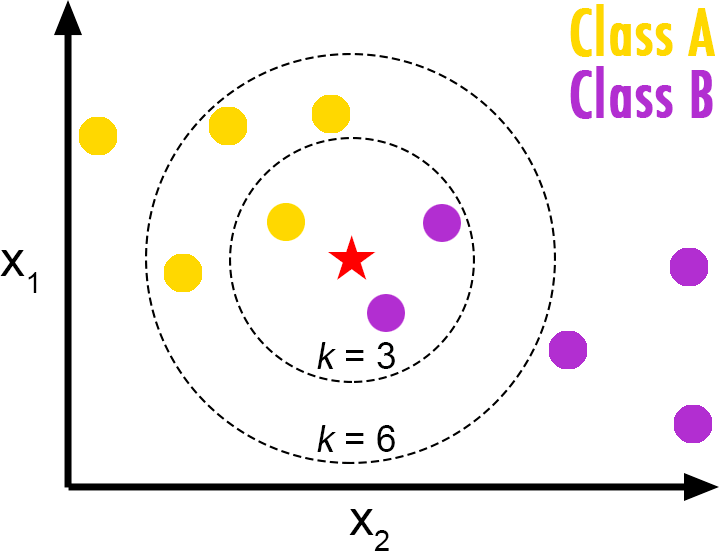 Class A
Class B
x₁
k = 3
k = 6
x₂